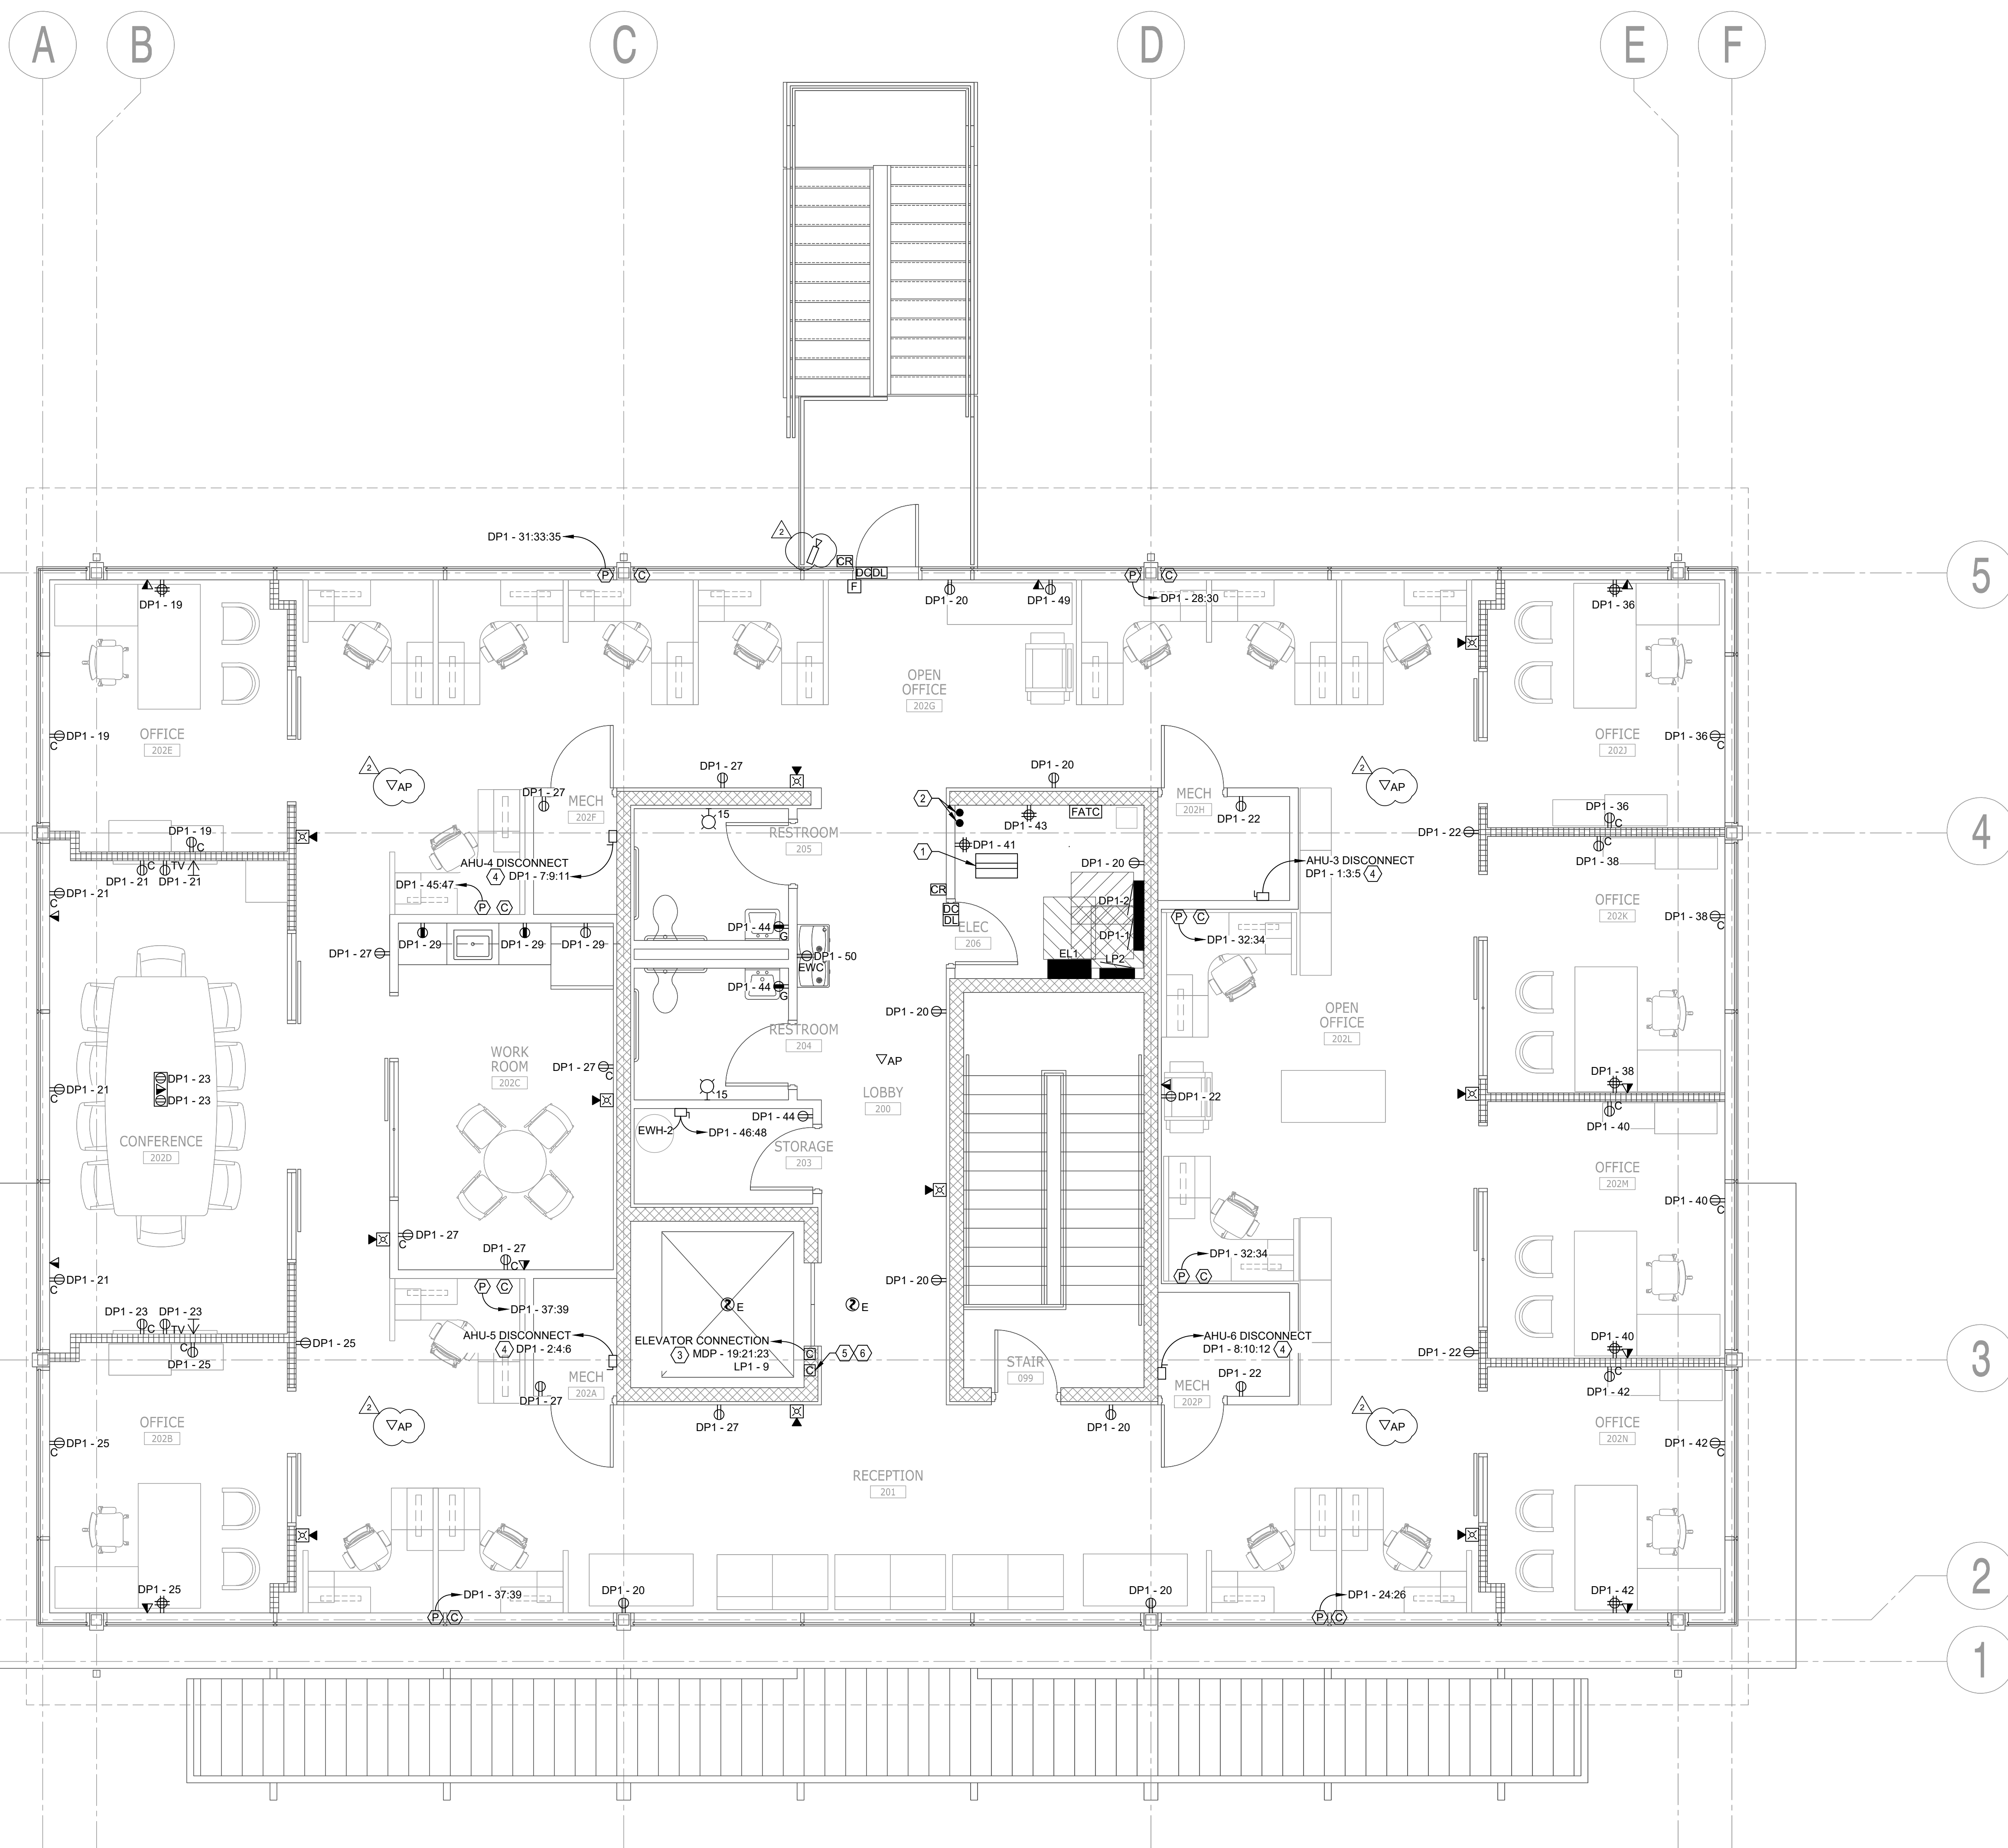 A
B
C
D
E
F
DP1 - 31:33:35
2
CR
DC DL
F
P
C
P
C
5
DP1 - 19
DP1 - 20
DP1 - 49
DP1 - 28:30
DP1 - 36
OPEN
OFFICE
202G
DP1 - 19
C
OFFICE
202E
OFFICE
202J
DP1 - 36
C
2
AP
DP1 - 27
DP1 - 20
2
AP
DP1 - 27
MECH
202F
15
RESTROOM
205
2
DP1 - 43
FATC
MECH
202H
DP1 - 22
DP1 - 36
C
4
DP1 - 19
C
DP1 - 22
C
DP1 - 41
1
DP1 - 38
C
TV
DP1 - 21
DP1 - 21
AHU-4 DISCONNECT
4
DP1 - 7:9:11
DP1 - 20
AHU-3 DISCONNECT
DP1 - 1:3:5
4
DP1 - 21
C
DP1 - 45:47
P
C
CR
DC
DL
DP1-2
OFFICE
202K
DP1 - 38
C
P
C
DP1 - 44
G
ELEC
206
DP1-1
DP1 - 32:34
DP1 - 27
DP1 - 29
DP1 - 29
DP1 - 29
DP1 - 50
EWC
EL1
LP2
DP1 - 44
G
DP1 - 20
OPEN
OFFICE
202L
RESTROOM
204
WORK
ROOM
202C
DP1 - 27
C
AP
DP1 - 23
DP1 - 21
C
DP1 - 23
15
LOBBY
200
DP1 - 22
DP1 - 38
C
DP1 - 40
CONFERENCE
202D
EWH-2
DP1 - 46:48
DP1 - 44
STORAGE
203
OFFICE
202M
DP1 - 40
C
DP1 - 27
C
DP1 - 27
C
DP1 - 32:34
P
C
DP1 - 21
C
P
C
DP1 - 20
DP1 - 37:39
E
E
DP1 - 23
DP1 - 23
C
TV
AHU-5 DISCONNECT
4
DP1 - 2:4:6
ELEVATOR CONNECTION
3
MDP - 19:21:23
LP1 - 9
C
C
5
6
AHU-6 DISCONNECT
DP1 - 8:10:12
4
DP1 - 40
DP1 - 22
3
DP1 - 25
C
DP1 - 25
STAIR
099
C
DP1 - 42
MECH
202A
DP1 - 27
MECH
202P
DP1 - 22
2
AP
2
AP
OFFICE
202B
DP1 - 25
C
DP1 - 27
DP1 - 20
OFFICE
202N
DP1 - 42
C
RECEPTION
201
DP1 - 25
DP1 - 37:39
DP1 - 20
DP1 - 20
DP1 - 24:26
DP1 - 42
P
C
P
C
2
1